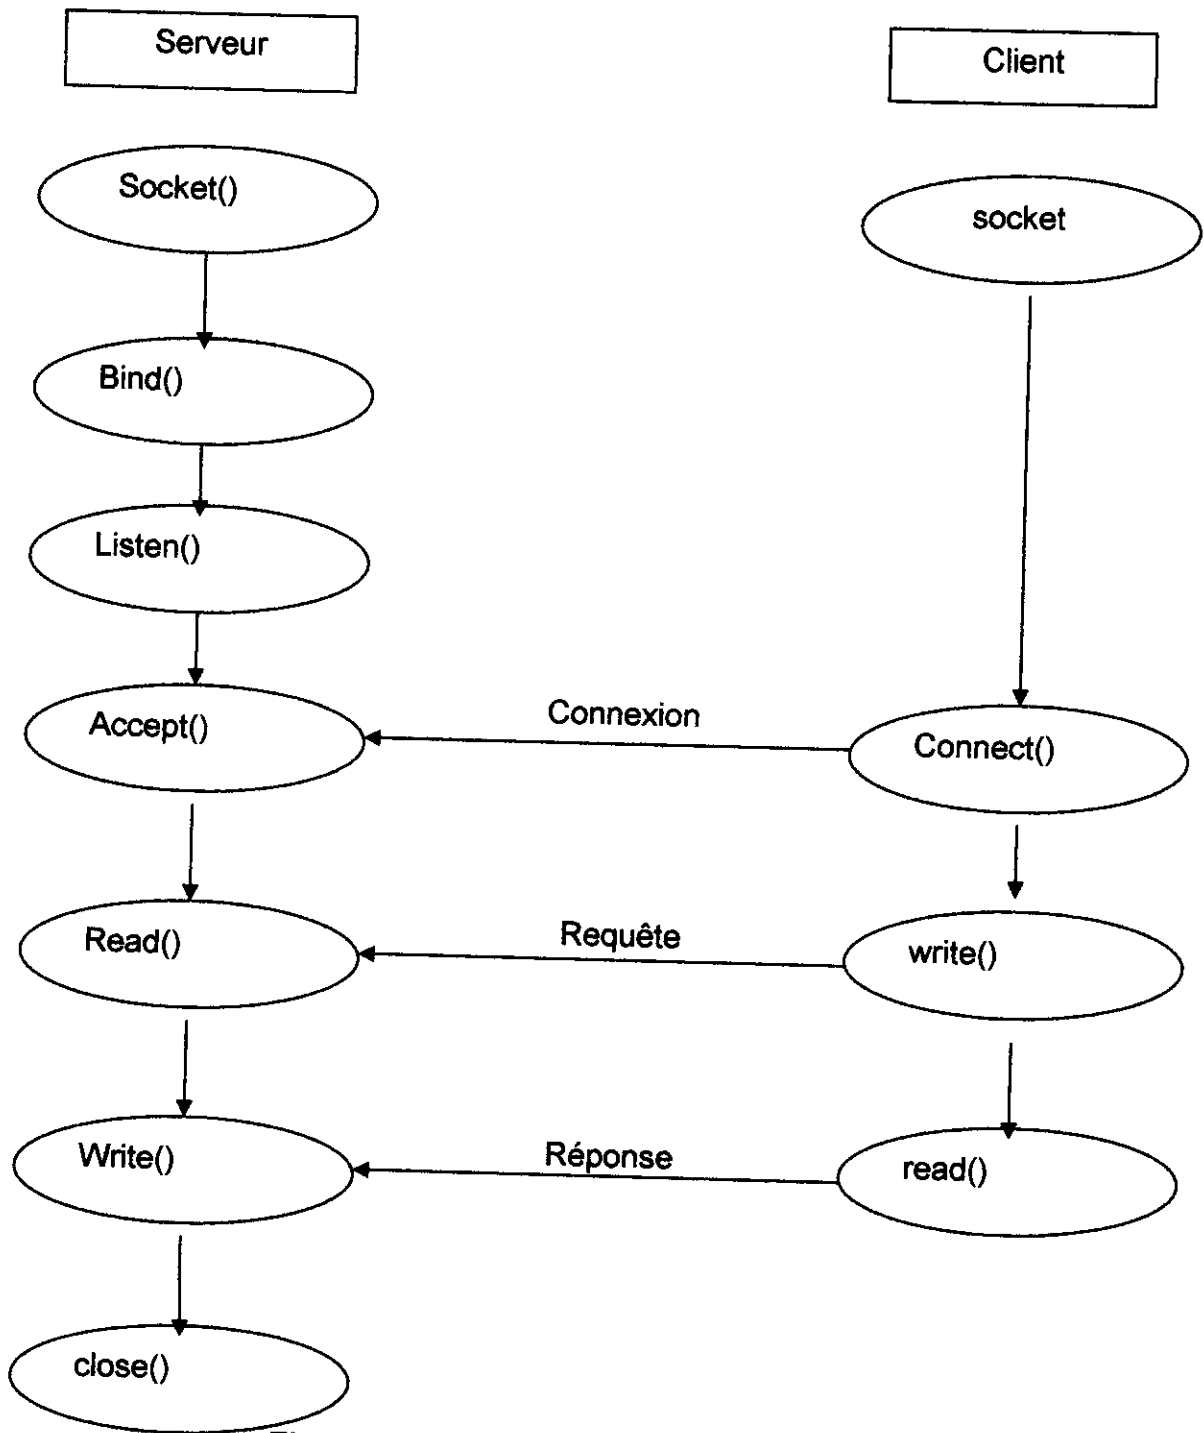 Serveur
Client
Socket()
socket
Bind()
Listen()
Accept()
Connexion
Connect()
Read()
Requête
write()
Write()
Réponse
read()
close()